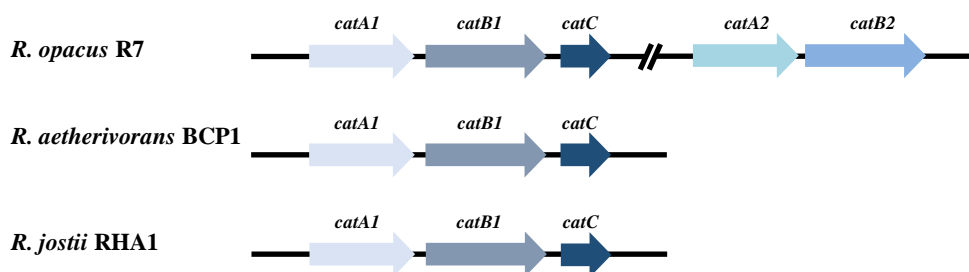 catA1 catB1 catC catA2 catB2
R. opacus R7
catA1 catB1 catC
R. aetherivorans BCP1
catA1 catB1 catC
R. jostii RHA1